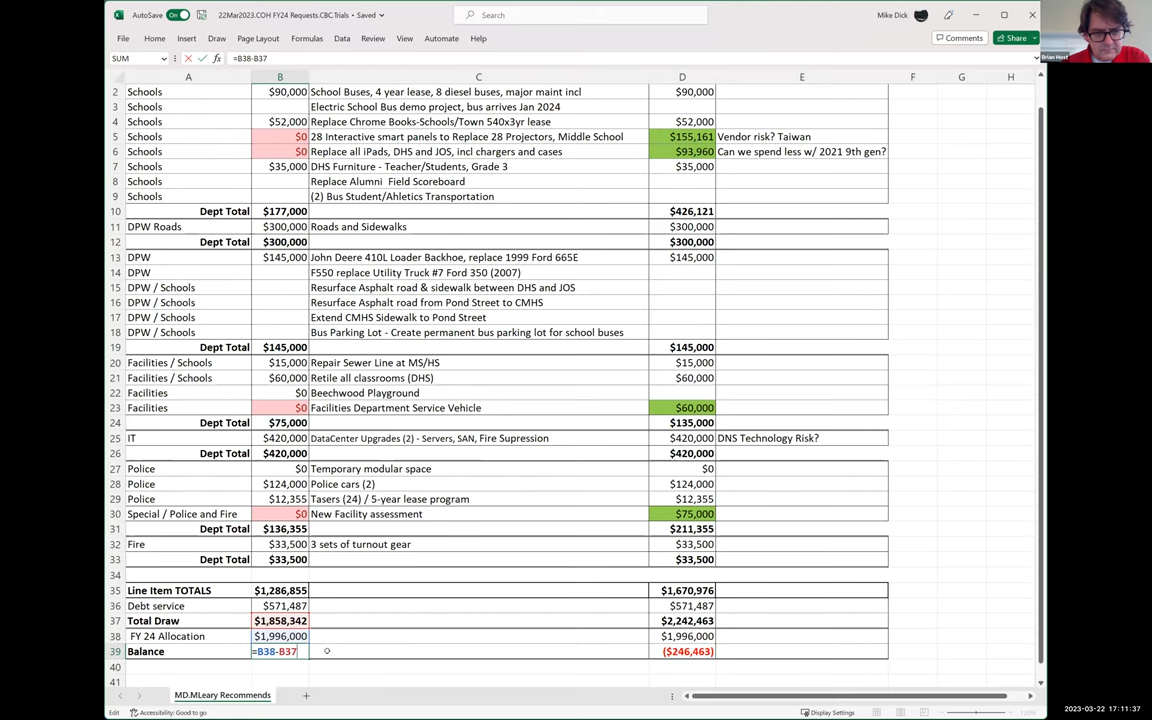 AutoSave On 22Mar2023.COH FY24 Requests.CBC.Trials • Saved Search Mike Dick
File Home Insert Draw Page Layout Formulas Data Review View Automate Help Comments Share
Brian Host
SUM fx =B38-B37
A B C D E F G H
2 Schools $90,000 School Buses, 4 year lease, 8 diesel buses, major maint incl $90,000
3 Schools Electric School Bus demo project, bus arrives Jan 2024
4 Schools $52,000 Replace Chrome Books-Schools/Town 540x3yr lease $52,000
5 Schools $0 28 Interactive smart panels to Replace 28 Projectors, Middle School $155,161 Vendor risk? Taiwan
6 Schools $0 Replace all iPads, DHS and JOS, incl chargers and cases $93,960 Can we spend less w/ 2021 9th gen?
7 Schools $35,000 DHS Furniture - Teacher/Students, Grade 3 $35,000
8 Schools Replace Alumni Field Scoreboard
9 Schools (2) Bus Student/Ahletics Transportation
10 Dept Total $177,000 $426,121
11 DPW Roads $300,000 Roads and Sidewalks $300,000
12 Dept Total $300,000 $300,000
13 DPW $145,000 John Deere 410L Loader Backhoe, replace 1999 Ford 665E $145,000
14 DPW F550 replace Utility Truck #7 Ford 350 (2007)
15 DPW / Schools Resurface Asphalt road & sidewalk between DHS and JOS
16 DPW / Schools Resurface Asphalt road from Pond Street to CMHS
17 DPW / Schools Extend CMHS Sidewalk to Pond Street
18 DPW / Schools Bus Parking Lot - Create permanent bus parking lot for school buses
19 Dept Total $145,000 $145,000
20 Facilities / Schools $15,000 Repair Sewer Line at MS/HS $15,000
21 Facilities / Schools $60,000 Retile all classrooms (DHS) $60,000
22 Facilities $0 Beechwood Playground
23 Facilities $0 Facilities Department Service Vehicle $60,000
24 Dept Total $75,000 $135,000
25 IT $420,000 DataCenter Upgrades (2) - Servers, SAN, Fire Supression $420,000 DNS Technology Risk?
26 Dept Total $420,000 $420,000
27 Police $0 Temporary modular space $0
28 Police $124,000 Police cars (2) $124,000
29 Police $12,355 Tasers (24) / 5-year lease program $12,355
30 Special / Police and Fire $0 New Facility assessment $75,000
31 Dept Total $136,355 $211,355
32 Fire $33,500 3 sets of turnout gear $33,500
33 Dept Total $33,500 $33,500
34
35 Line Item TOTALS $1,286,855 $1,670,976
36 Debt service $571,487 $571,487
37 Total Draw $1,858,342 $2,242,463
38 FY 24 Allocation $1,996,000 $1,996,000
39 Balance =B38-B37 ($246,463)
40
41
MD.MLeary Recommends
Edit Accessibility: Good to go Display Settings
2023-03-22 17:11:37